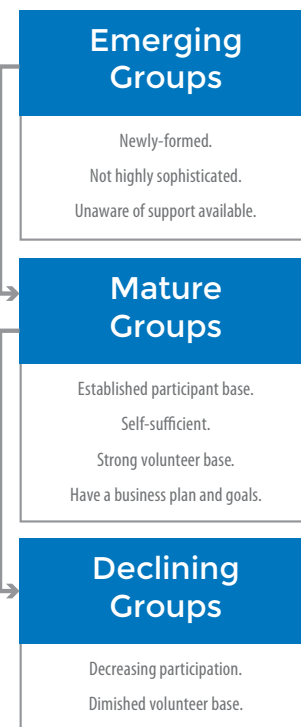 Emerging
Groups
Newly-formed.
Not highly sophisticated.
Unaware of support available.
Mature
Groups
Established participant base.
Self-sufficient.
Strong volunteer base.
Have a business plan and goals.
Declining
Groups
Decreasing participation.
Dimished volunteer base.